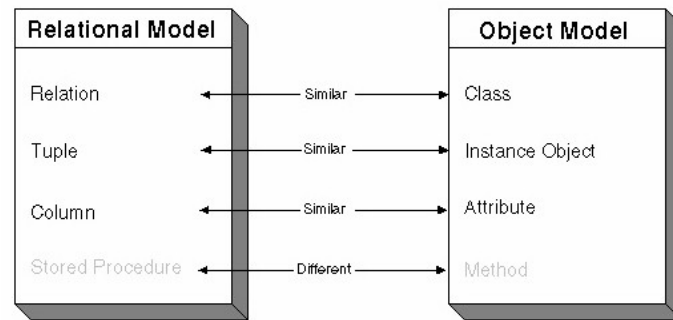 Relational Model Object Model
Relation Similar Class
Tuple Similar Instance Object
Column Similar Attribute
Stored Procedure Different Method